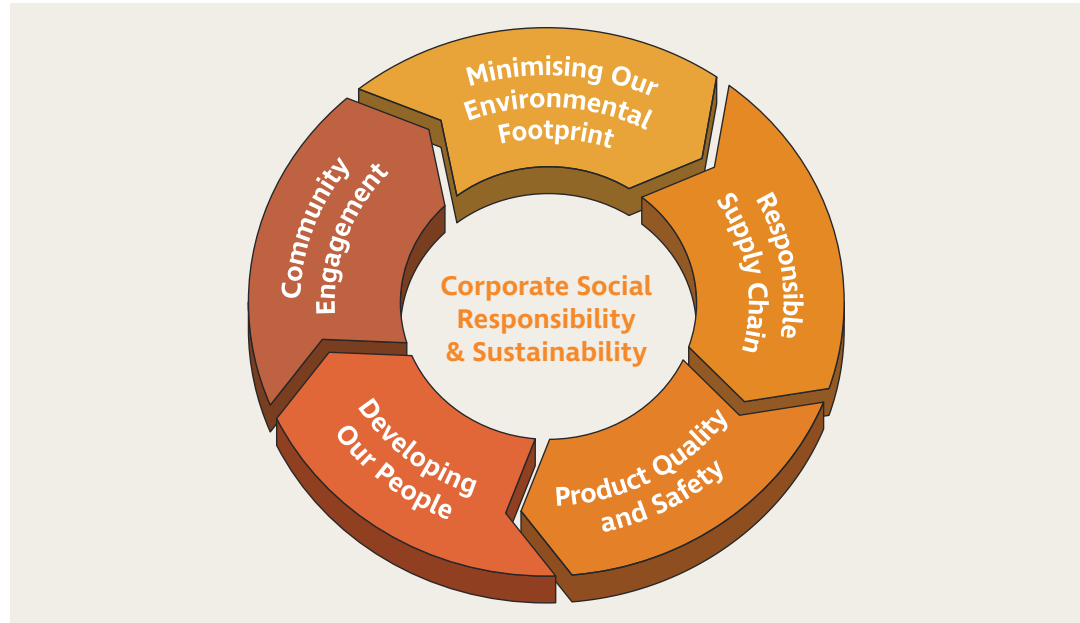 Minimising Our
Environmental
Footprint
Responsible
Supply Chain
Product Quality
and Safety
Developing
Our People
Community
Engagement
Corporate Social
Responsibility
& Sustainability